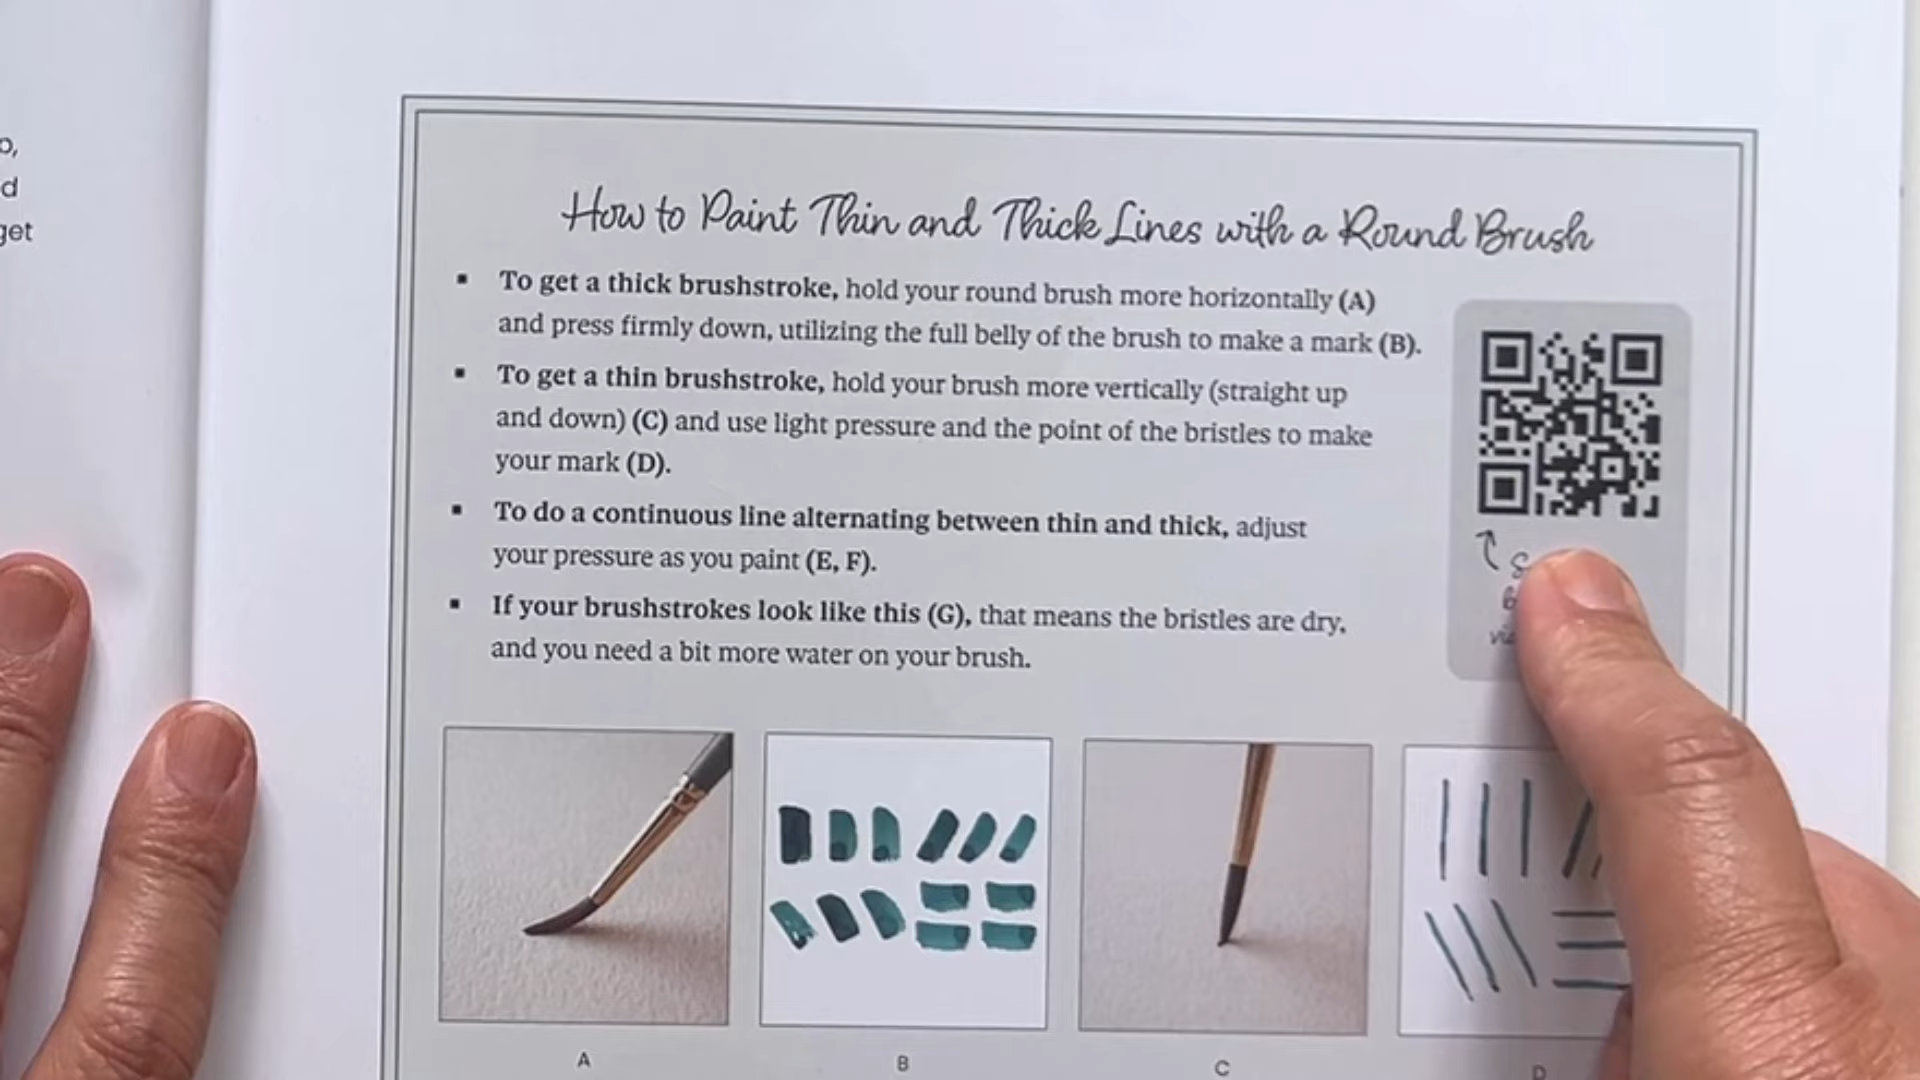 get
How to Paint Thin and Thick Lines with a Round Brush
▪ To get a thick brushstroke, hold your round brush more horizontally (A)
and press firmly down, utilizing the full belly of the brush to make a mark (B).
▪ To get a thin brushstroke, hold your brush more vertically (straight up
and down) (C) and use light pressure and the point of the bristles to make
your mark (D).
▪ To do a continuous line alternating between thin and thick, adjust
your pressure as you paint (E, F).
▪ If your brushstrokes look like this (G), that means the bristles are dry,
and you need a bit more water on your brush.
A
B
C
D